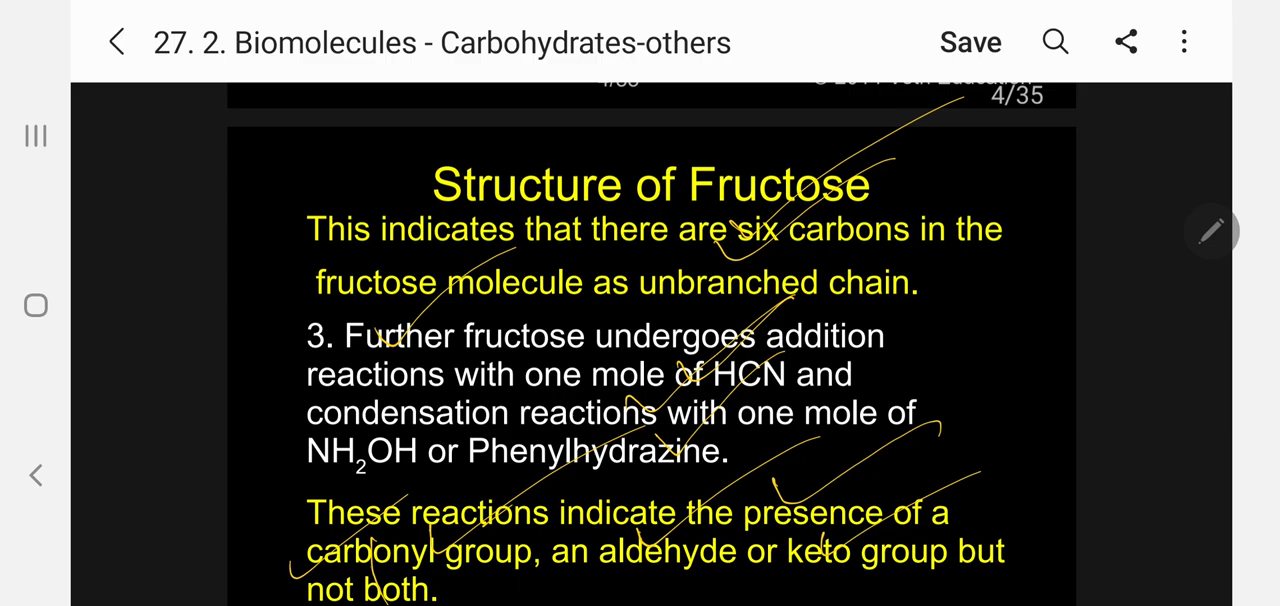 27. 2. Biomolecules - Carbohydrates-others
Save
4/35
Structure of Fructose
This indicates that there are six carbons in the
fructose molecule as unbranched chain.
3. Further fructose undergoes addition
reactions with one mole of HCN and
condensation reactions with one mole of
NH₂OH or Phenylhydrazine.
These reactions indicate the presence of a
carbonyl group, an aldehyde or keto group but
not both.